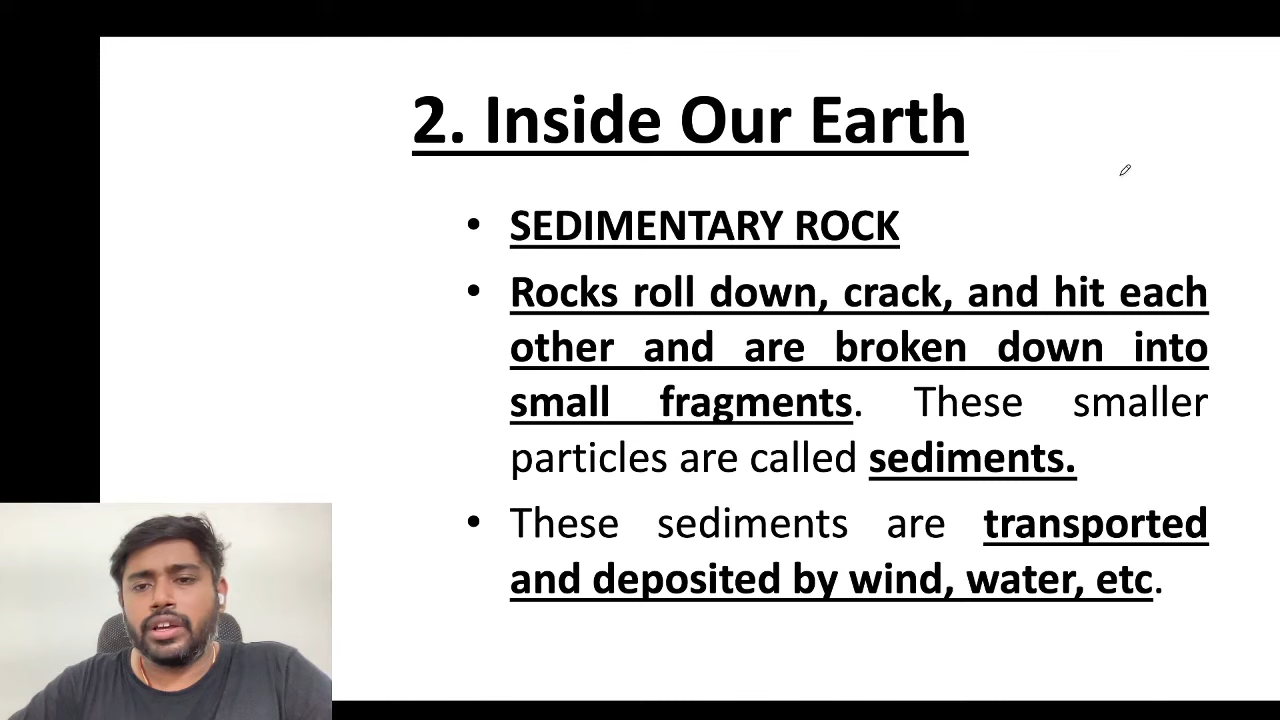 2. Inside Our Earth
• SEDIMENTARY ROCK
• Rocks roll down, crack, and hit each
other and are broken down into
small fragments. These smaller
particles are called sediments.
• These sediments are transported
and deposited by wind, water, etc.